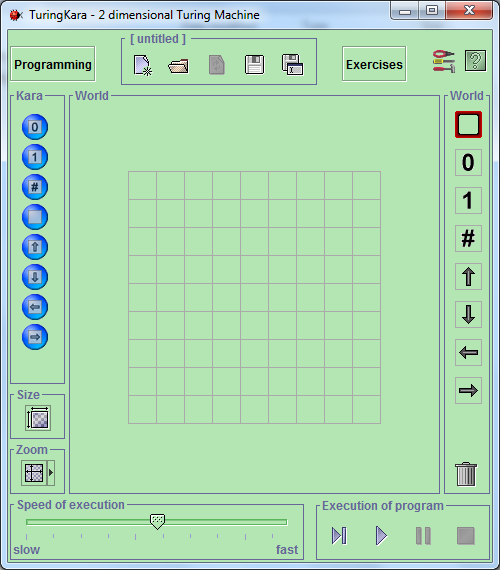 TuringKara - 2 dimensional Turing Machine
[ untitled ]
Programming
Exercises
?
Kara
World
World
0
1
#
0
1
#
Size
Zoom
Speed of execution
slow
fast
Execution of program